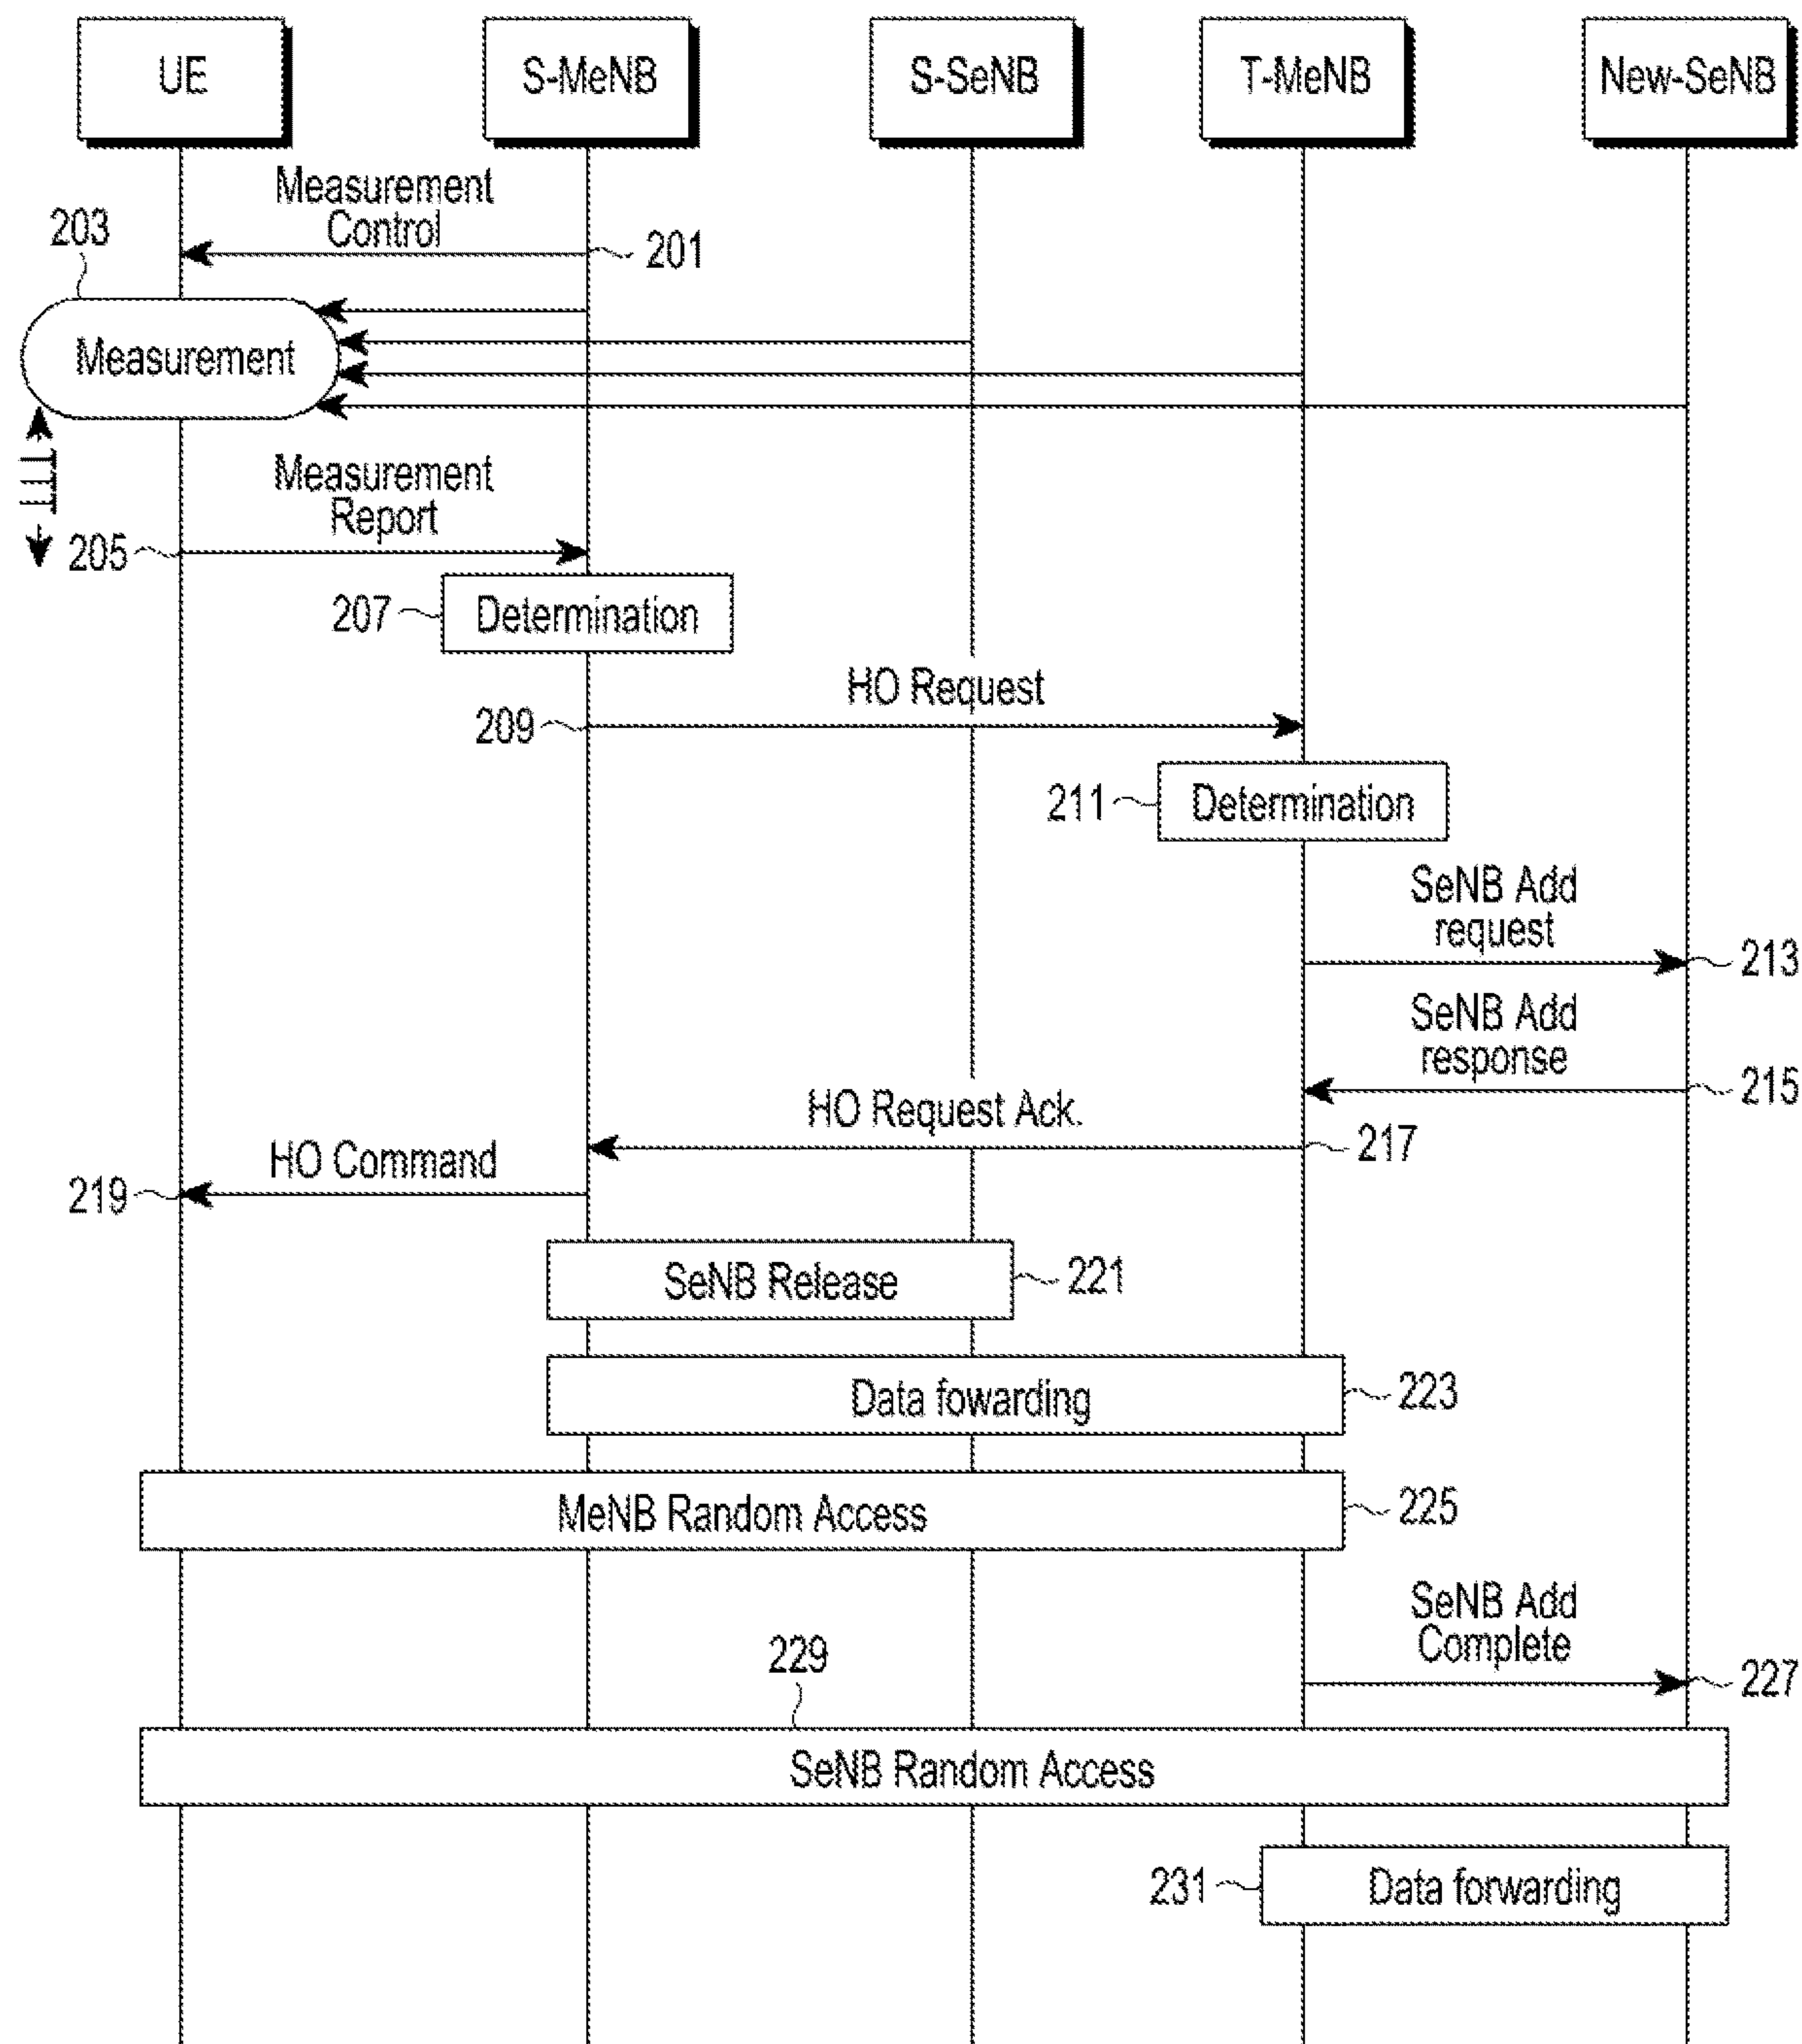 UE
S-MeNB
S-SeNB
T-MeNB
New-SeNB
Measurement
Control
201
203
Measurement
TTT
Measurement
Report
205
207
Determination
HO Request
209
211
Determination
SeNB Add
request
213
SeNB Add
response
215
HO Request Ack.
217
HO Command
219
SeNB Release
221
Data fowarding
223
MeNB Random Access
225
SeNB Add
Complete
227
229
SeNB Random Access
231
Data forwarding